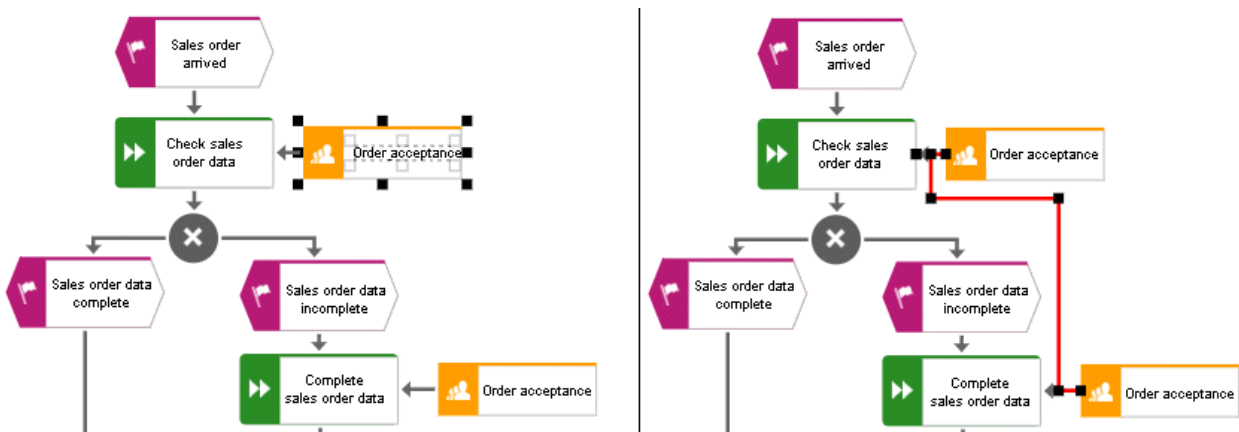 Sales order
arrived
Check sales
order data
Order acceptance
Sales order data
complete
Sales order data
incomplete
Complete
sales order data
Order acceptance
Sales order
arrived
Check sales
order data
Order acceptance
Sales order data
complete
Sales order data
incomplete
Complete
sales order data
Order acceptance